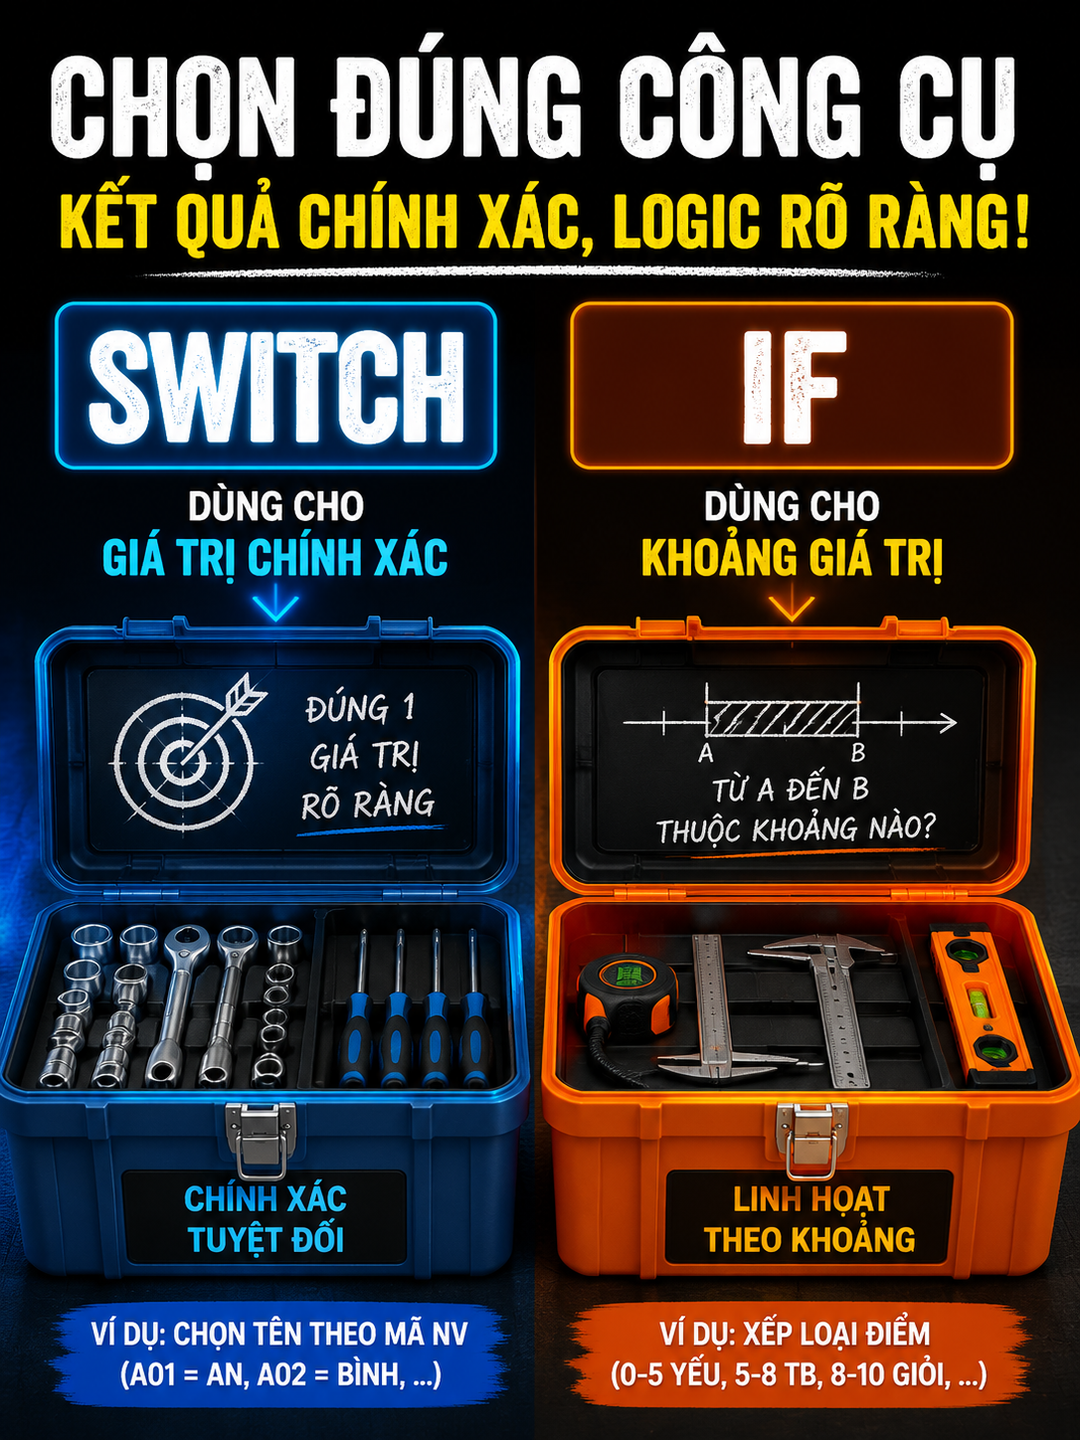 CHỌN ĐÚNG CÔNG CỤ
KẾT QUẢ CHÍNH XÁC, LOGIC RÕ RÀNG!
SWITCH
DÙNG CHO
GIÁ TRỊ CHÍNH XÁC
ĐÚNG 1
GIÁ TRỊ
RÕ RÀNG
CHÍNH XÁC
TUYỆT ĐỐI
VÍ DỤ: CHỌN TÊN THEO MÃ NV
(A01 = AN, A02 = BÌNH, ...)
IF
DÙNG CHO
KHOẢNG GIÁ TRỊ
A B
TỪ A ĐẾN B
THUỘC KHOẢNG NÀO?
LINH HOẠT
THEO KHOẢNG
VÍ DỤ: XẾP LOẠI ĐIỂM
(0-5 YẾU, 5-8 TB, 8-10 GIỎI, ...)